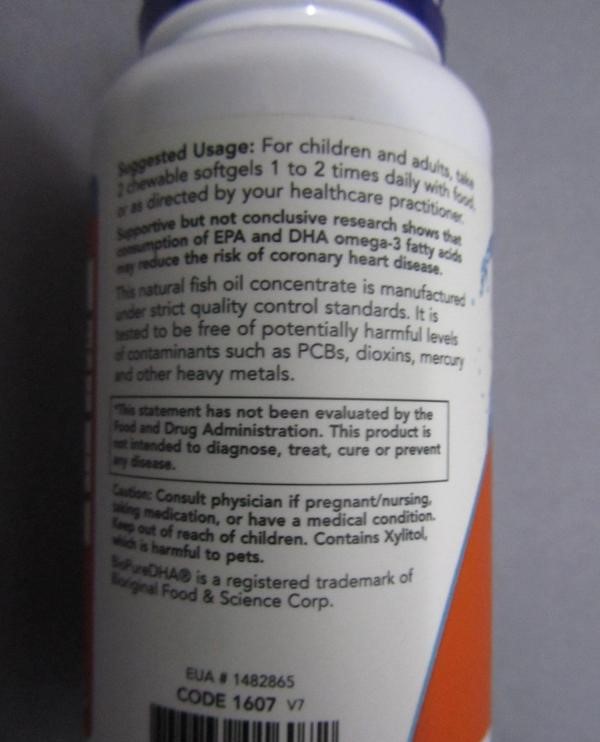 Suggested Usage: For children and adults, take
2 chewable softgels 1 to 2 times daily with food,
or as directed by your healthcare practitioner.
Supportive but not conclusive research shows that
consumption of EPA and DHA omega-3 fatty acids
may reduce the risk of coronary heart disease.
This natural fish oil concentrate is manufactured
under strict quality control standards. It is
tested to be free of potentially harmful levels
of contaminants such as PCBs, dioxins, mercury
and other heavy metals.
*This statement has not been evaluated by the
Food and Drug Administration. This product is
not intended to diagnose, treat, cure or prevent
any disease.
Caution: Consult physician if pregnant/nursing,
taking medication, or have a medical condition.
Keep out of reach of children. Contains Xylitol,
which is harmful to pets.
BioPureDHA® is a registered trademark of
Bioriginal Food & Science Corp.
EUA # 1482865
CODE 1607 V7